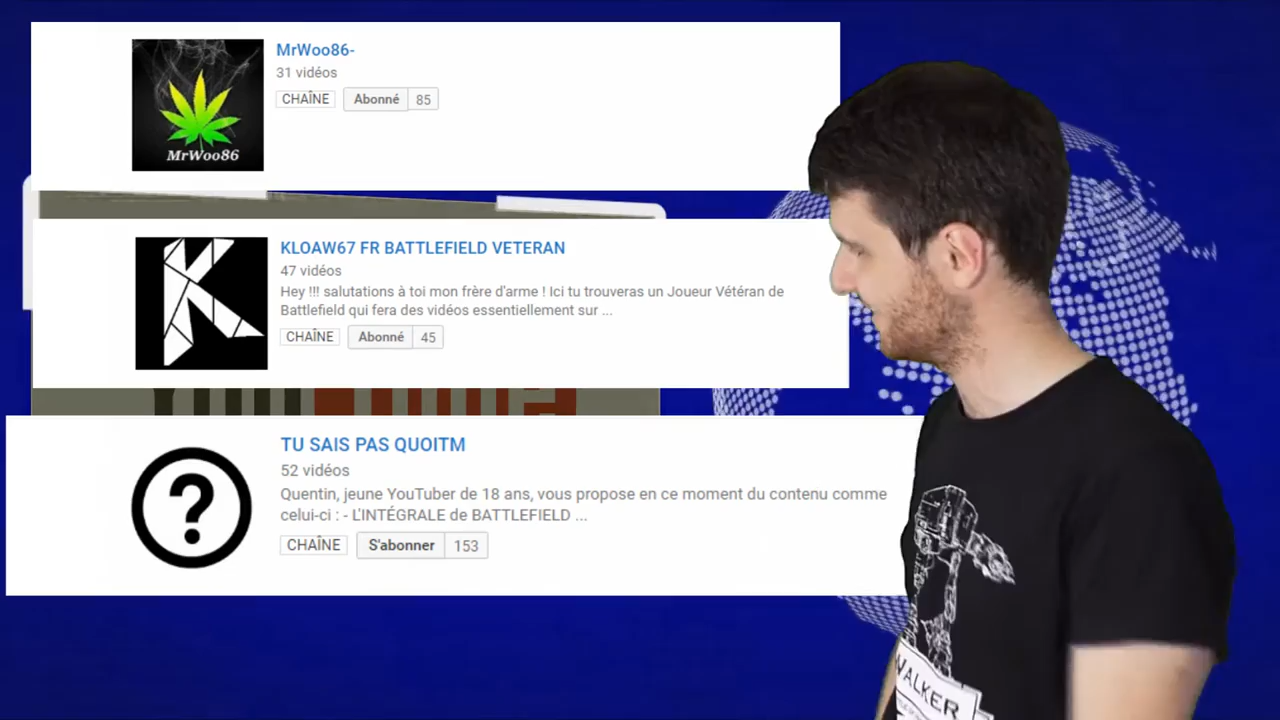 MrWoo86-
31 vidéos
CHAÎNE Abonné 85
MrWoo86
KLOAW67 FR BATTLEFIELD VETERAN
47 vidéos
Hey !!! salutations à toi mon frère d'arme ! Ici tu trouveras un Joueur Vétéran de
Battlefield qui fera des vidéos essentiellement sur ...
CHAÎNE Abonné 45
K
TU SAIS PAS QUOITM
52 vidéos
Quentin, jeune YouTuber de 18 ans, vous propose en ce moment du contenu comme
celui-ci : - L'INTÉGRALE de BATTLEFIELD ...
CHAÎNE S'abonner 153
?
WALKER